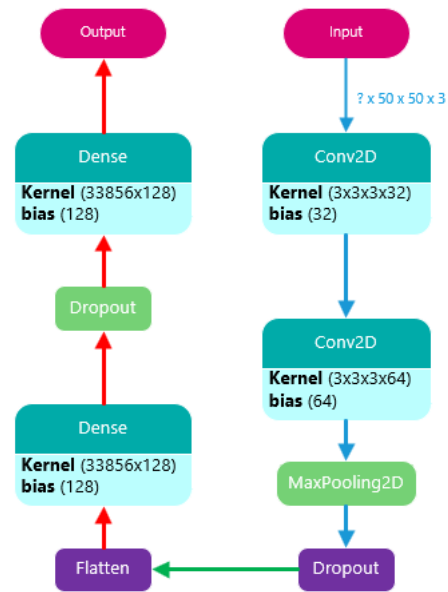 Output
Input
? x 50 x 50 x 3
Dense
Kernel (33856x128)
bias (128)
Conv2D
Kernel (3x3x3x32)
bias (32)
Dropout
Conv2D
Kernel (3x3x3x64)
bias (64)
Dense
Kernel (33856x128)
bias (128)
MaxPooling2D
Flatten
Dropout